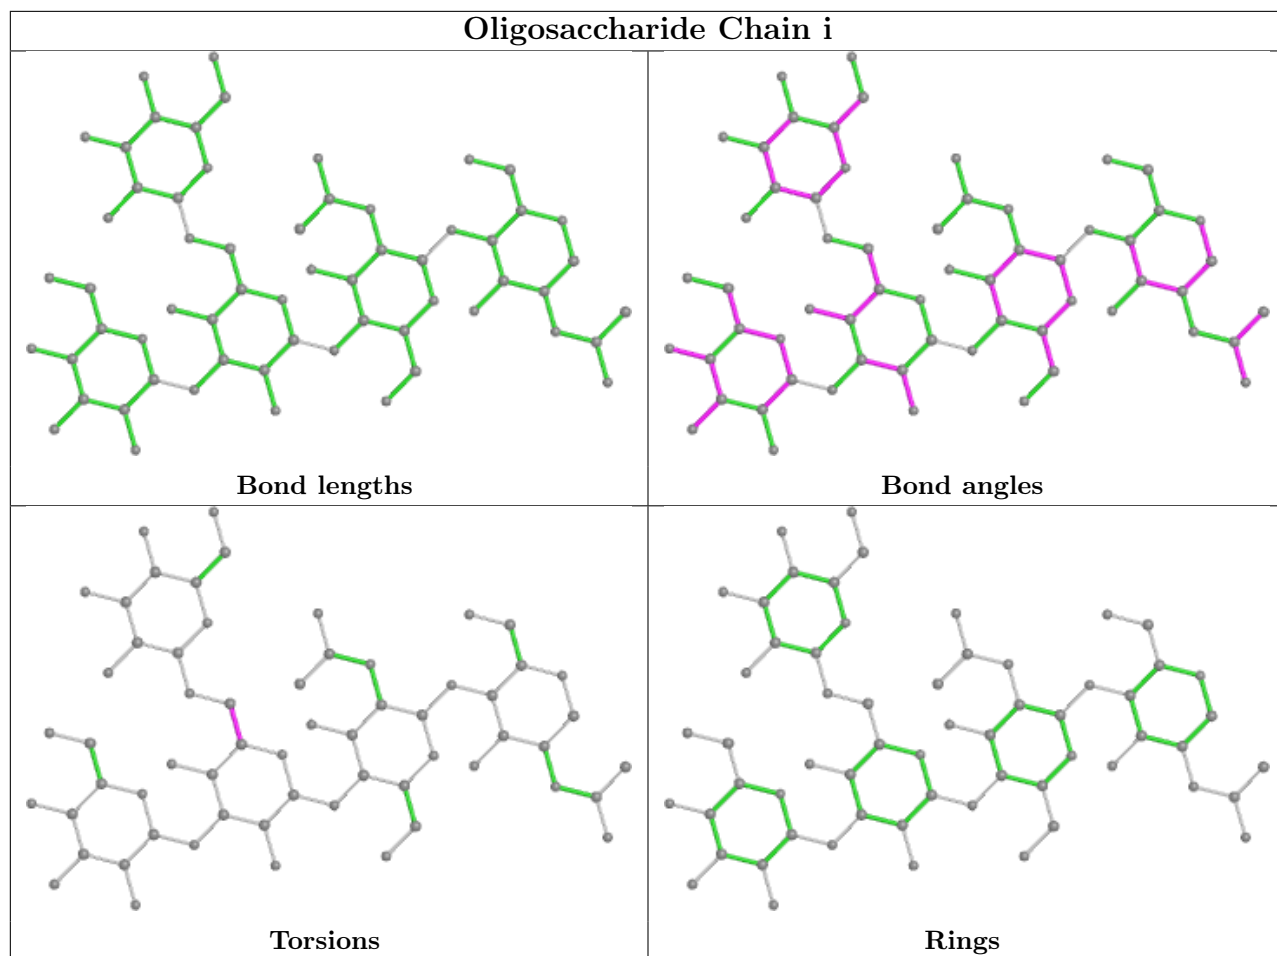 Oligosaccharide Chain i
Bond lengths
Bond angles
Torsions
Rings